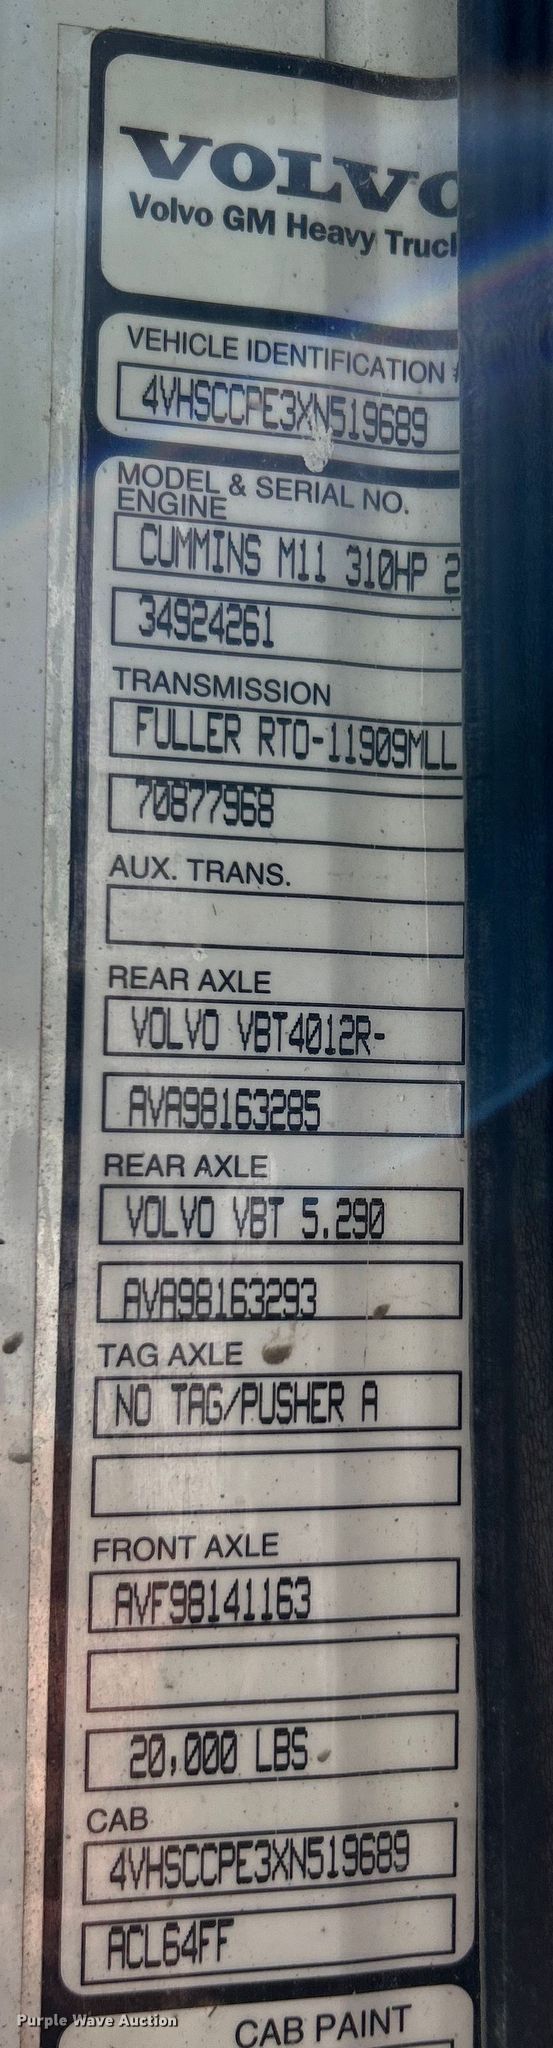 VOLVO
Volvo GM Heavy Truck
VEHICLE IDENTIFICATION #
4VHSCCPE3XN519689
MODEL & SERIAL NO.
ENGINE
CUMMINS M11 310HP 2
34924261
TRANSMISSION
FULLER RTO-11909MLL
70877968
AUX. TRANS.
REAR AXLE
VOLVO VBT4012R-
AVA98163285
REAR AXLE
VOLVO VBT 5.290
AVA98163293
TAG AXLE
NO TAG/PUSHER A
FRONT AXLE
AVF98141163
20,000 LBS
CAB
4VHSCCPE3XN519689
ACL64FF
CAB PAINT
Purple Wave Auction